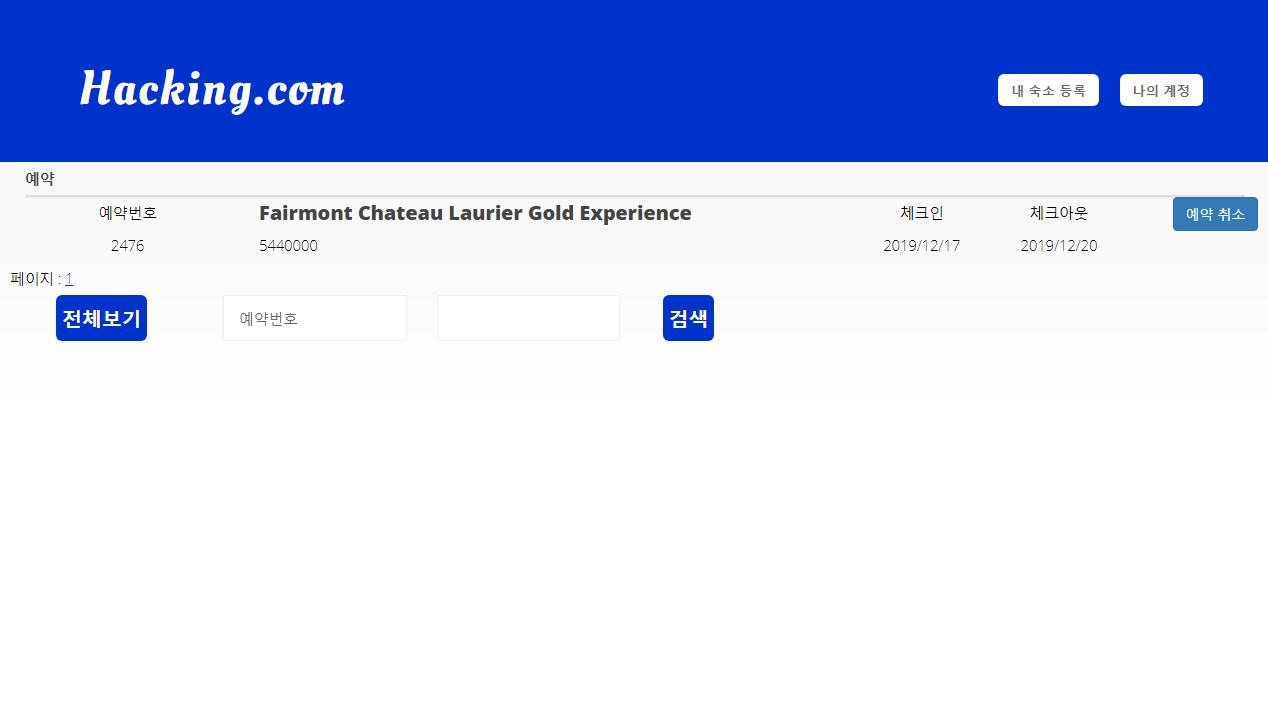 Hacking.com
내 숙소 등록 나의 계정
예약
예약번호 Fairmont Chateau Laurier Gold Experience 체크인 체크아웃 예약 취소
2476 5440000 2019/12/17 2019/12/20
페이지 : 1
전체보기 예약번호 검색